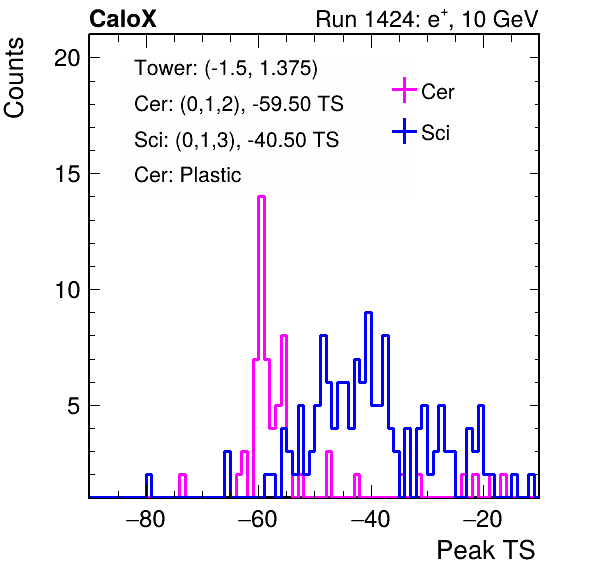 CaloX Run 1424: e⁺, 10 GeV
Counts
Tower: (-1.5, 1.375)
Cer: (0,1,2), -59.50 TS
Sci: (0,1,3), -40.50 TS
Cer: Plastic
Cer
Sci
20
15
10
5
−80 −60 −40 −20
Peak TS